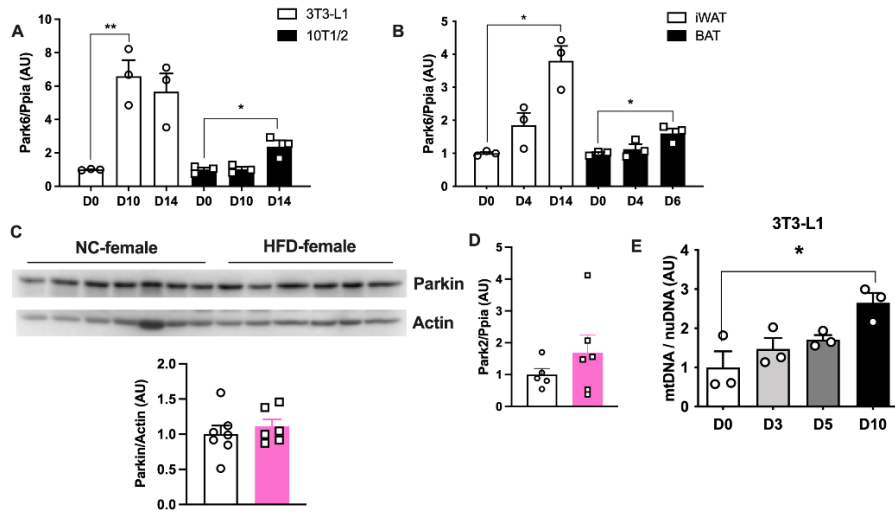 A
3T3-L1
10T1/2
Park6/Ppia (AU)
10
8
6
4
2
0
**
*
D0 D10 D14 D0 D10 D14
B
iWAT
BAT
Park6/Ppia (AU)
6
5
4
3
2
1
0
*
*
D0 D4 D14 D0 D4 D6
C
NC-female HFD-female
Parkin
Actin
Parkin/Actin (AU)
2.0
1.5
1.0
0.5
0.0
D
Park2/Ppia (AU)
5
4
3
2
1
0
E
3T3-L1
mtDNA / nuDNA (AU)
4
3
2
1
0
*
D0 D3 D5 D10